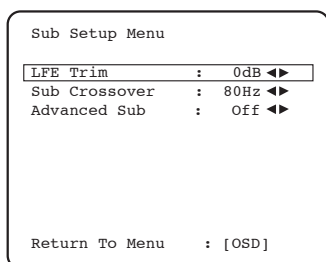 Sub Setup Menu
LFE Trim : 0dB ◄►
Sub Crossover : 80Hz ◄►
Advanced Sub : Off ◄►
Return To Menu : [OSD]